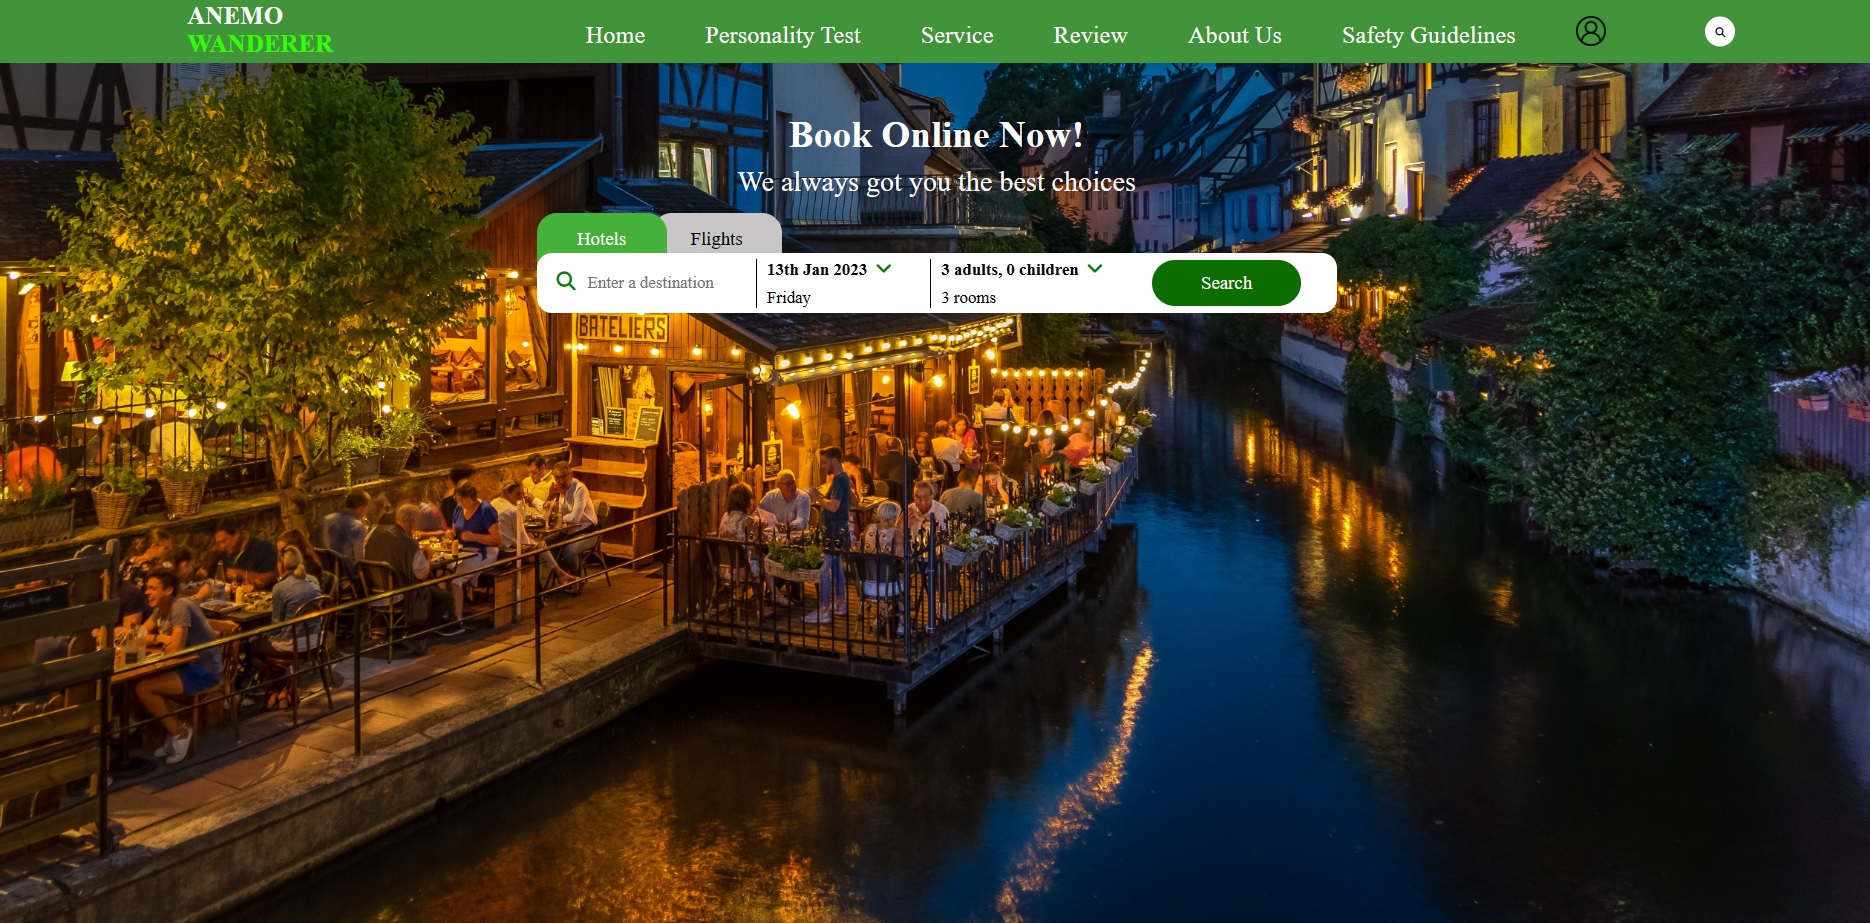 ANEMO
WANDERER
Home
Personality Test
Service
Review
About Us
Safety Guidelines
Book Online Now!
We always got you the best choices
Hotels
Flights
Enter a destination
13th Jan 2023
Friday
3 adults, 0 children
3 rooms
Search
BATELIERS